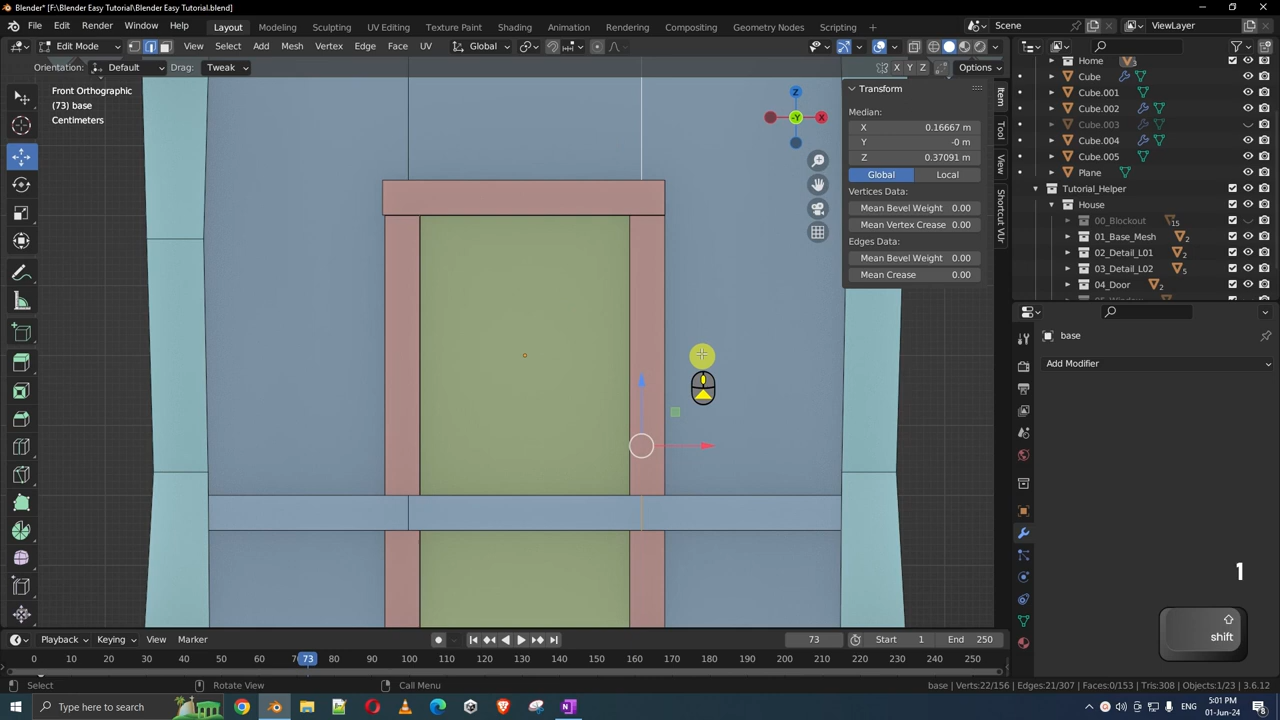 Blender* [F:\Blender Easy Tutorial\Blender Easy Tutorial.blend]
File Edit Render Window Help Layout Modeling Sculpting UV Editing Texture Paint Shading Animation Rendering Compositing Geometry Nodes Scripting Scene ViewLayer
Edit Mode View Select Add Mesh Vertex Edge Face UV Global
Orientation: Default Drag: Tweak X Y Z Options
Front Orthographic
(73) base
Centimeters
Z
-Y X
Transform
Median:
X 0.16667 m
Y -0 m
Z 0.37091 m
Global Local
Vertices Data:
Mean Bevel Weight 0.00
Mean Vertex Crease 0.00
Edges Data:
Mean Bevel Weight 0.00
Mean Crease 0.00
Item
Tool
View
Shortcut VUr
Home 3
Cube
Cube.001
Cube.002
Cube.003
Cube.004
Cube.005
Plane
Tutorial_Helper
House
00_Blockout 15
01_Base_Mesh 2
02_Detail_L01 2
03_Detail_L02 5
04_Door 2
base
Add Modifier
1
shift
Playback Keying View Marker 73 Start 1 End 250
0 10 20 30 40 50 60 73 80 90 100 110 120 130 140 150 160 170 180 190 200 210 220 230 240 250
Select Rotate View Call Menu base | Verts:22/156 | Edges:21/307 | Faces:0/153 | Tris:308 | Objects:1/23 | 3.6.12
Type here to search
5:01 PM
01-Jun-24